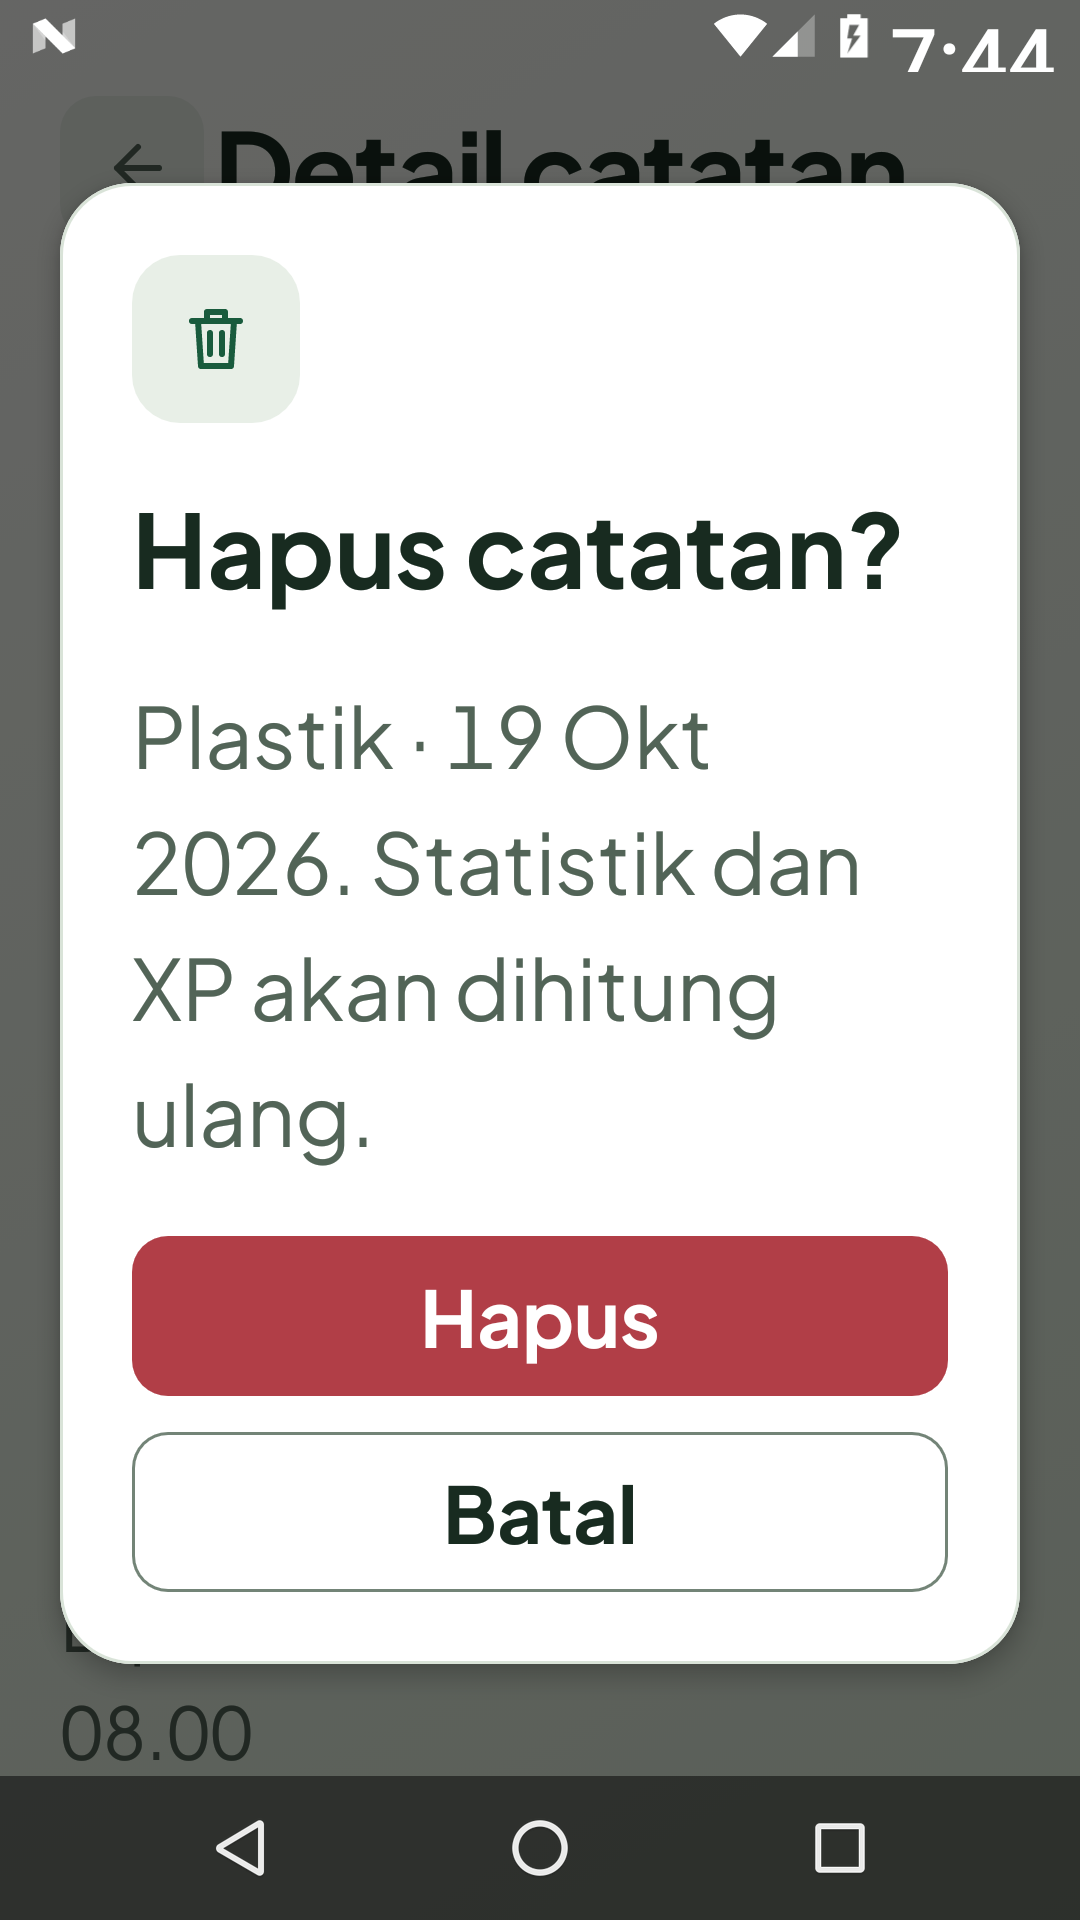 7:44
Detail catatan
Hapus catatan?
Plastik · 19 Okt
2026. Statistik dan
XP akan dihitung
ulang.
Hapus
Batal
08.00